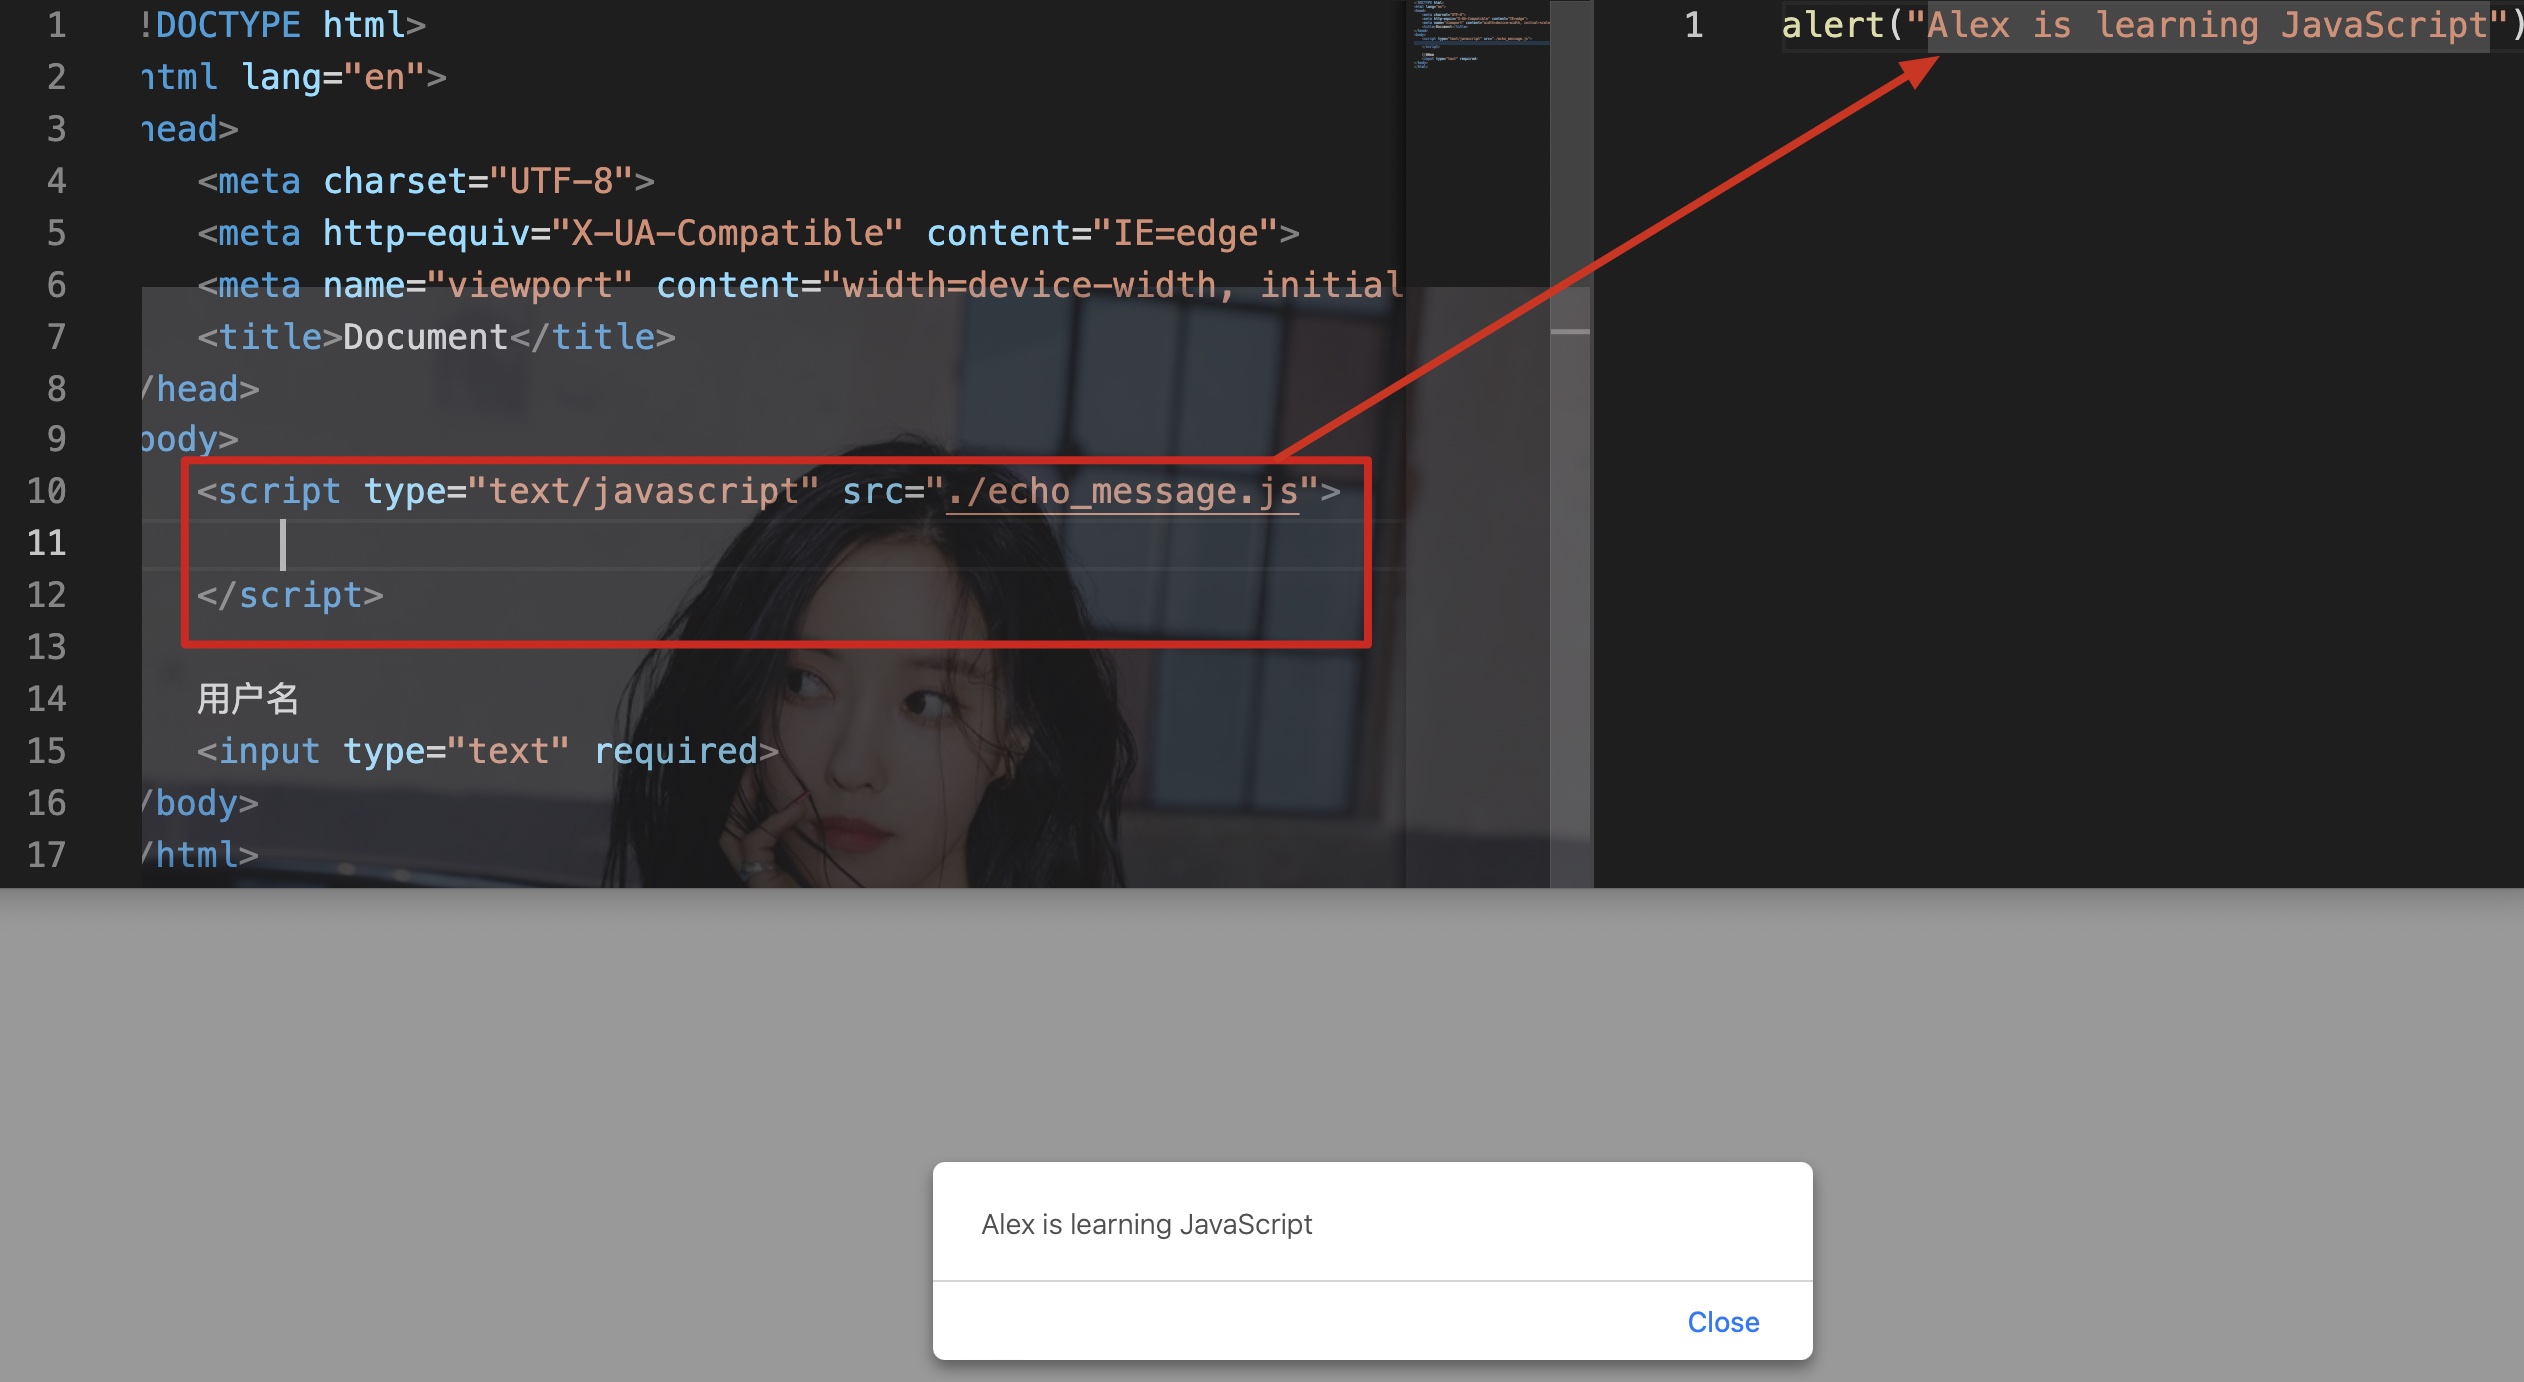 1 !DOCTYPE html>
2 html lang="en">
3 head>
4 <meta charset="UTF-8">
5 <meta http-equiv="X-UA-Compatible" content="IE=edge">
6 <meta name="viewport" content="width=device-width, initial
7 <title>Document</title>
8 /head>
9 body>
10 <script type="text/javascript" src="./echo_message.js">
11
12 </script>
13
14 用户名
15 <input type="text" required>
16 /body>
17 /html>
1 alert("Alex is learning JavaScript")
Alex is learning JavaScript
Close